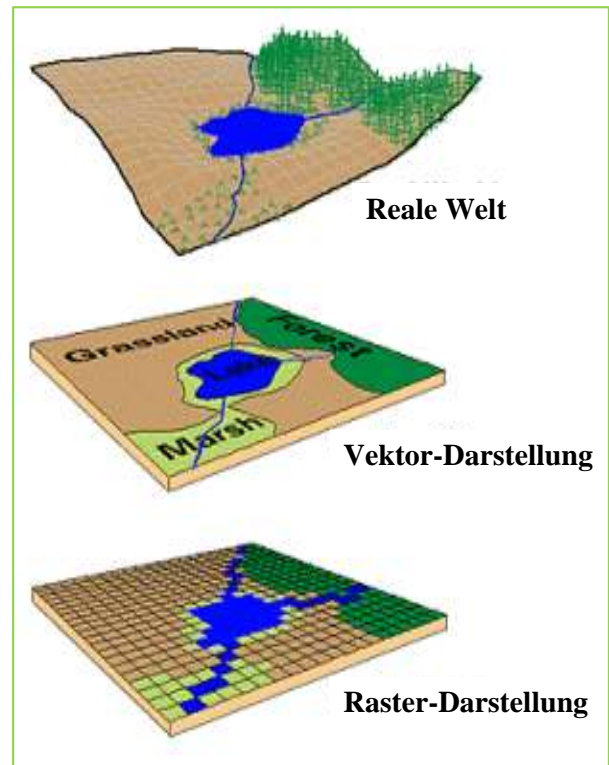 Reale Welt
Grassland
Forest
Lake
Marsh
Vektor-Darstellung
Raster-Darstellung